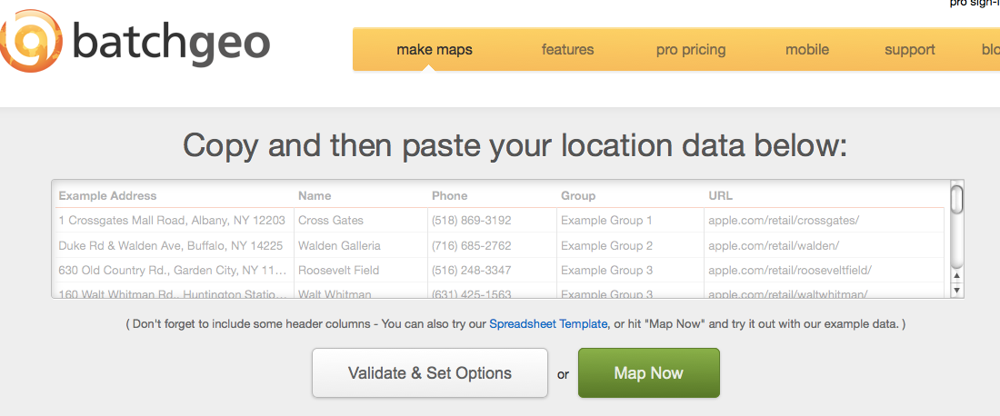 pro sign-i
batchgeo
make maps features pro pricing mobile support blo
Copy and then paste your location data below:
Example Address Name Phone Group URL
1 Crossgates Mall Road, Albany, NY 12203 Cross Gates (518) 869-3192 Example Group 1 apple.com/retail/crossgates/
Duke Rd & Walden Ave, Buffalo, NY 14225 Walden Galleria (716) 685-2762 Example Group 2 apple.com/retail/walden/
630 Old Country Rd., Garden City, NY 11... Roosevelt Field (516) 248-3347 Example Group 3 apple.com/retail/rooseveltfield/
160 Walt Whitman Rd., Huntington Statio... Walt Whitman (631) 425-1563 Example Group 3 apple.com/retail/waltwhitman/
( Don't forget to include some header columns - You can also try our Spreadsheet Template, or hit "Map Now" and try it out with our example data. )
Validate & Set Options or Map Now